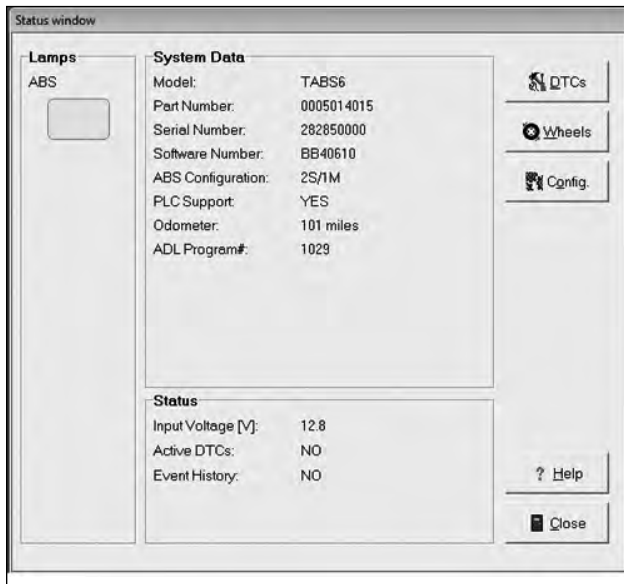 Status window
Lamps
ABS
System Data
Model: TABS6
Part Number: 0005014015
Serial Number: 282850000
Software Number: BB40610
ABS Configuration: 2S/1M
PLC Support: YES
Odometer: 101 miles
ADL Program#: 1029
Status
Input Voltage [V]: 12.8
Active DTCs: NO
Event History: NO
DTCs
Wheels
Config.
? Help
Close